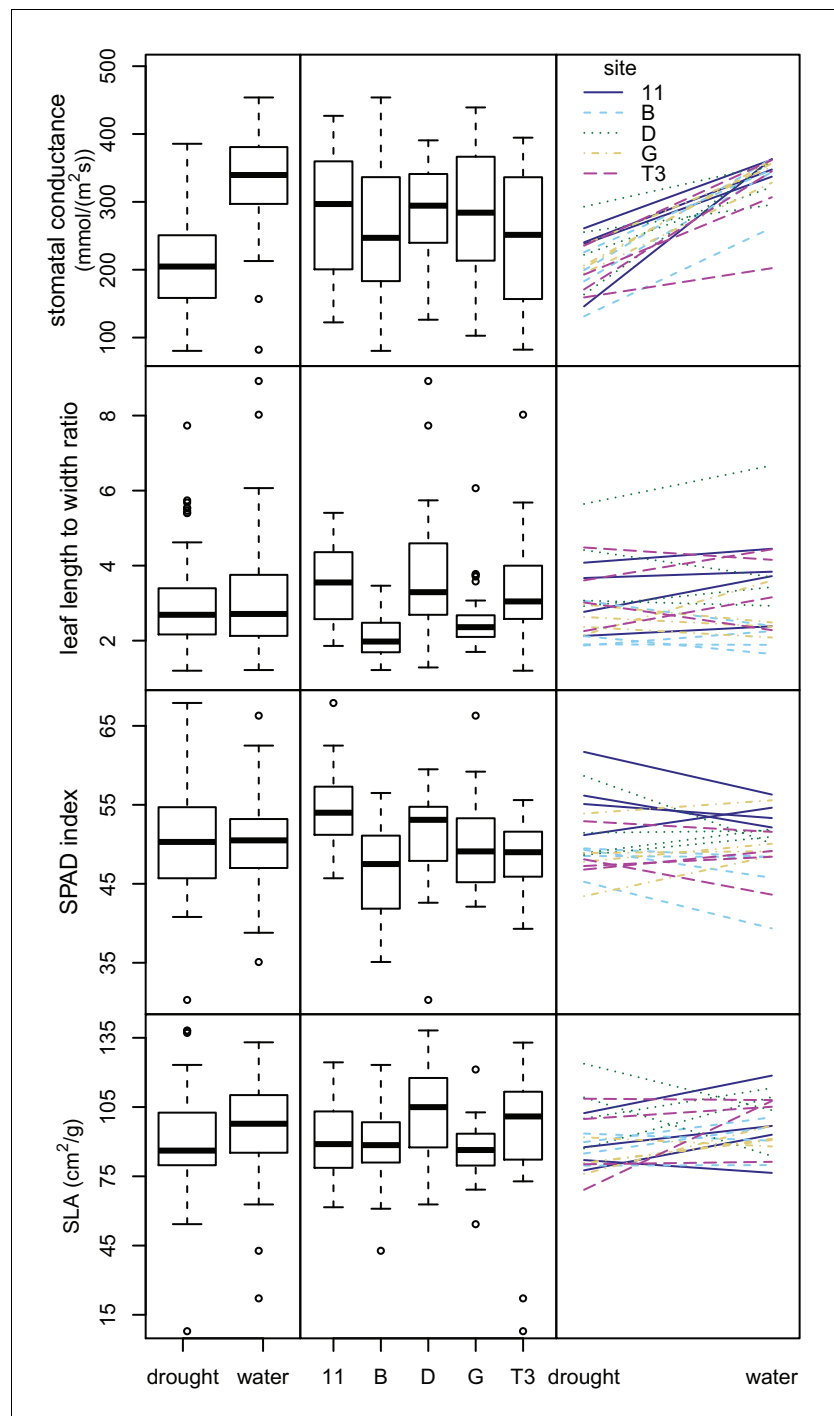 stomatal conductance
(mmol/(m²s))
500
400
300
200
100
site
11
B
D
G
T3
leaf length to width ratio
8
6
4
2
SPAD index
65
55
45
35
SLA (cm²/g)
135
105
75
45
15
drought water 11 B D G T3 drought water